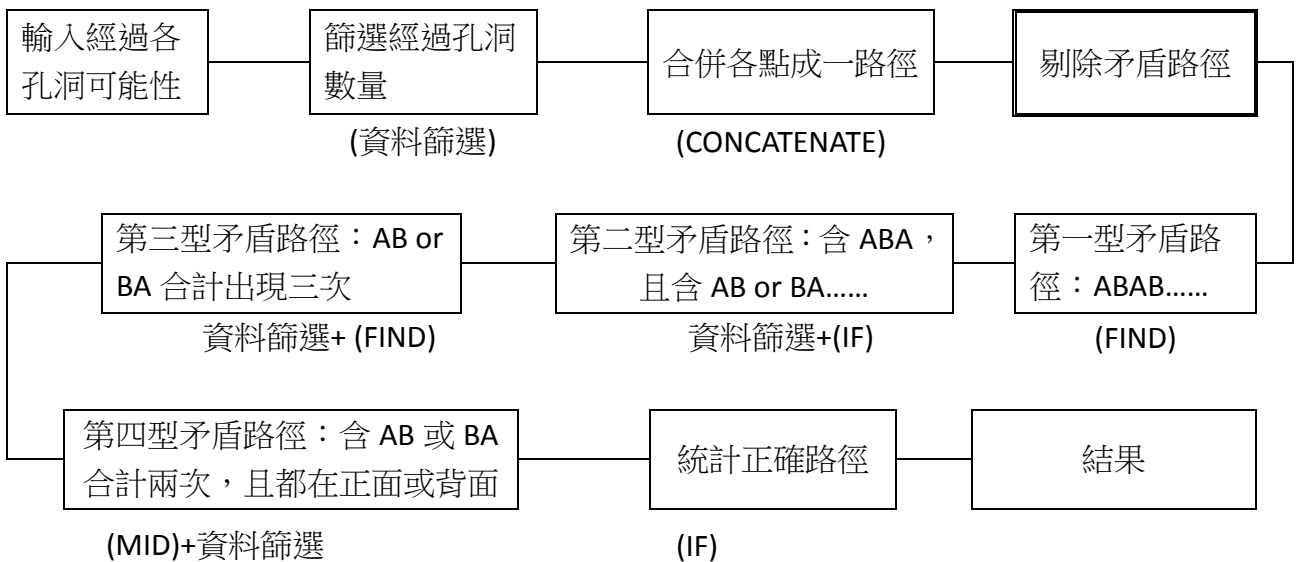 輸入經過各
孔洞可能性
篩選經過孔洞
數量
(資料篩選)
合併各點成一路徑
(CONCATENATE)
剔除矛盾路徑
第一型矛盾路
徑：ABAB……
(FIND)
第二型矛盾路徑：含 ABA，
且含 AB or BA……
資料篩選+(IF)
第三型矛盾路徑：AB or
BA 合計出現三次
資料篩選+ (FIND)
第四型矛盾路徑：含 AB 或 BA
合計兩次，且都在正面或背面
(MID)+資料篩選
統計正確路徑
(IF)
結果